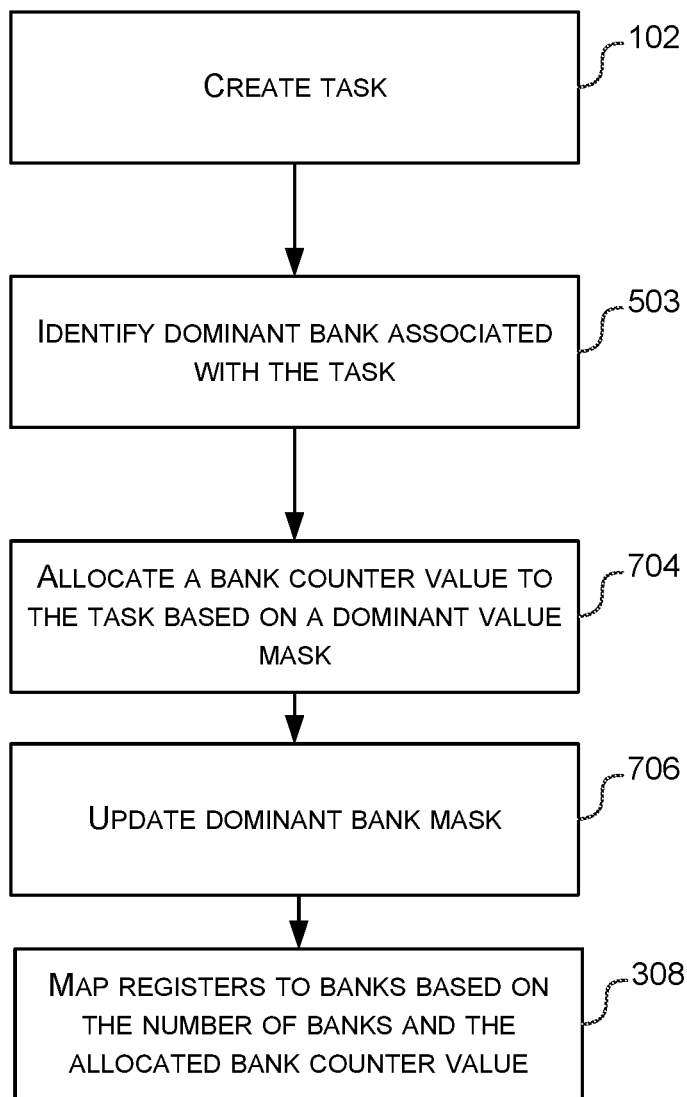 CREATE TASK
102
IDENTIFY DOMINANT BANK ASSOCIATED
WITH THE TASK
503
ALLOCATE A BANK COUNTER VALUE TO
THE TASK BASED ON A DOMINANT VALUE
MASK
704
UPDATE DOMINANT BANK MASK
706
MAP REGISTERS TO BANKS BASED ON
THE NUMBER OF BANKS AND THE
ALLOCATED BANK COUNTER VALUE
308